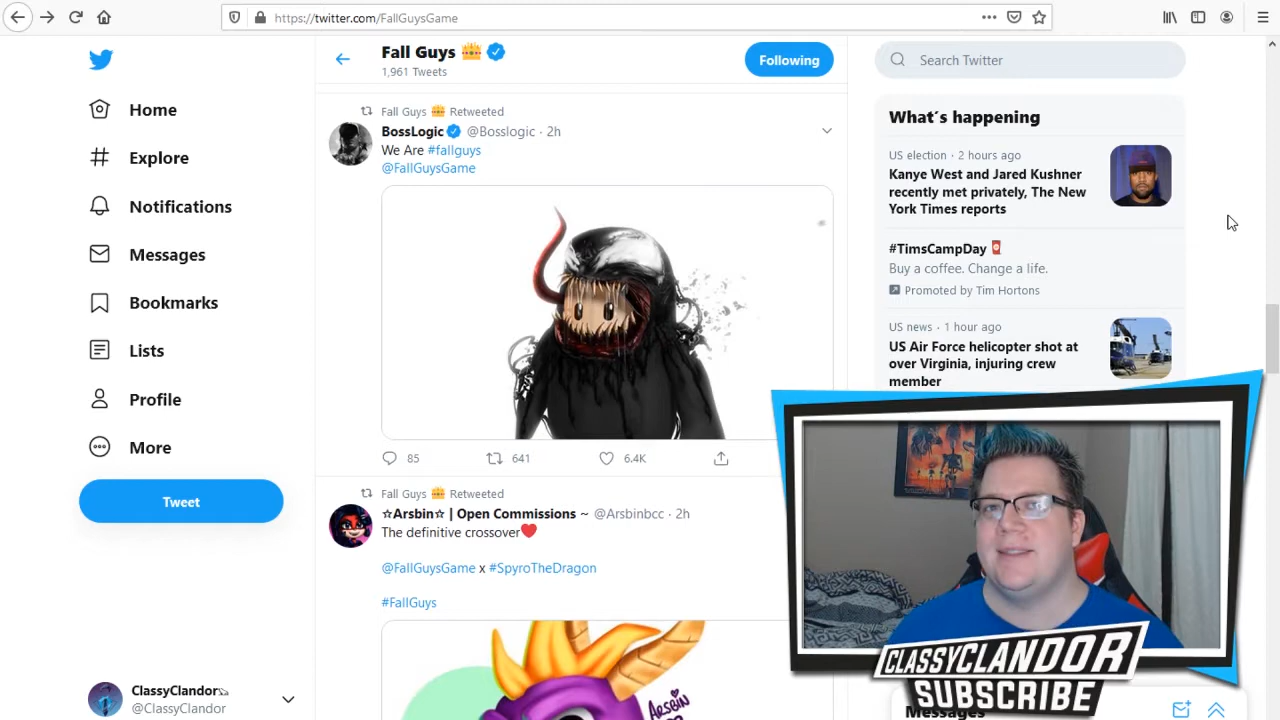 https://twitter.com/FallGuysGame
Home
Explore
Notifications
Messages
Bookmarks
Lists
Profile
More
Tweet
ClassyClandor
@ClassyClandor
Fall Guys
1,961 Tweets
Following
Fall Guys Retweeted
BossLogic @Bosslogic · 2h
We Are #fallguys
@FallGuysGame
85
641
6.4K
Fall Guys Retweeted
☆Arsbin☆ | Open Commissions ~ @Arsbinbcc · 2h
The definitive crossover❤
@FallGuysGame x #SpyroTheDragon
#FallGuys
ARSBIN
Search Twitter
What´s happening
US election · 2 hours ago
Kanye West and Jared Kushner
recently met privately, The New
York Times reports
#TimsCampDay
Buy a coffee. Change a life.
Promoted by Tim Hortons
US news · 1 hour ago
US Air Force helicopter shot at
over Virginia, injuring crew
member
CLASSYCLANDOR
SUBSCRIBE
Messages